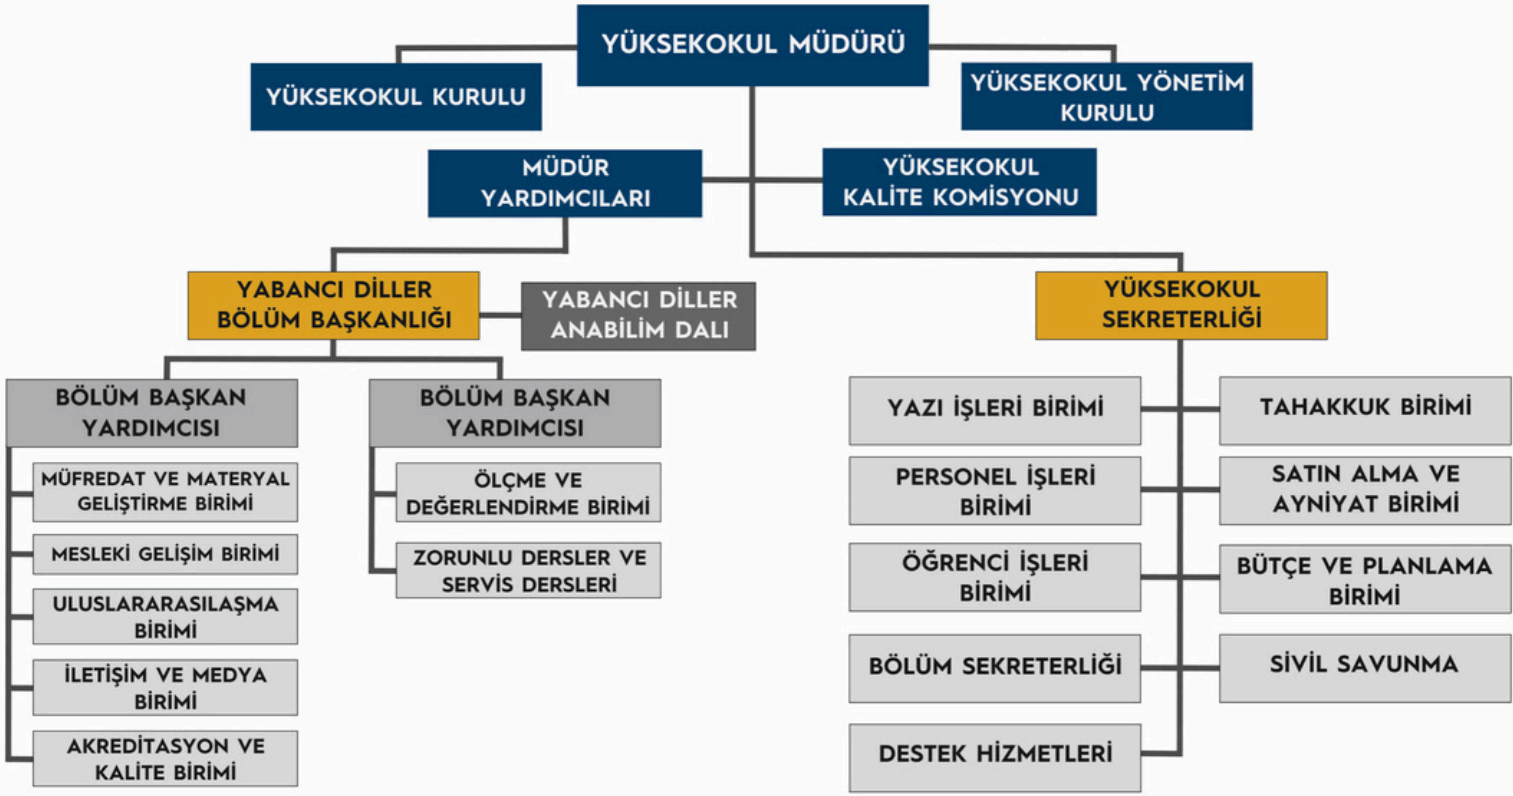 YÜKSEKOKUL MÜDÜRÜ
YÜKSEKOKUL KURULU
YÜKSEKOKUL YÖNETİM
KURULU
MÜDÜR
YARDIMCILARI
YÜKSEKOKUL
KALİTE KOMİSYONU
YABANCI DİLLER
BÖLÜM BAŞKANLIĞI
YABANCI DİLLER
ANABİLİM DALI
YÜKSEKOKUL
SEKRETERLİĞİ
BÖLÜM BAŞKAN
YARDIMCISI
MÜFREDAT VE MATERYAL
GELİŞTİRME BİRİMİ
MESLEKİ GELİŞİM BİRİMİ
ULUSLARARASILAŞMA
BİRİMİ
İLETİŞİM VE MEDYA
BİRİMİ
AKREDİTASYON VE
KALİTE BİRİMİ
BÖLÜM BAŞKAN
YARDIMCISI
ÖLÇME VE
DEĞERLENDİRME BİRİMİ
ZORUNLU DERSLER VE
SERVİS DERSLERİ
YAZI İŞLERİ BİRİMİ
TAHAKKUK BİRİMİ
PERSONEL İŞLERİ
BİRİMİ
SATIN ALMA VE
AYNİYAT BİRİMİ
ÖĞRENCİ İŞLERİ
BİRİMİ
BÜTÇE VE PLANLAMA
BİRİMİ
BÖLÜM SEKRETERLİĞİ
SİVİL SAVUNMA
DESTEK HİZMETLERİ